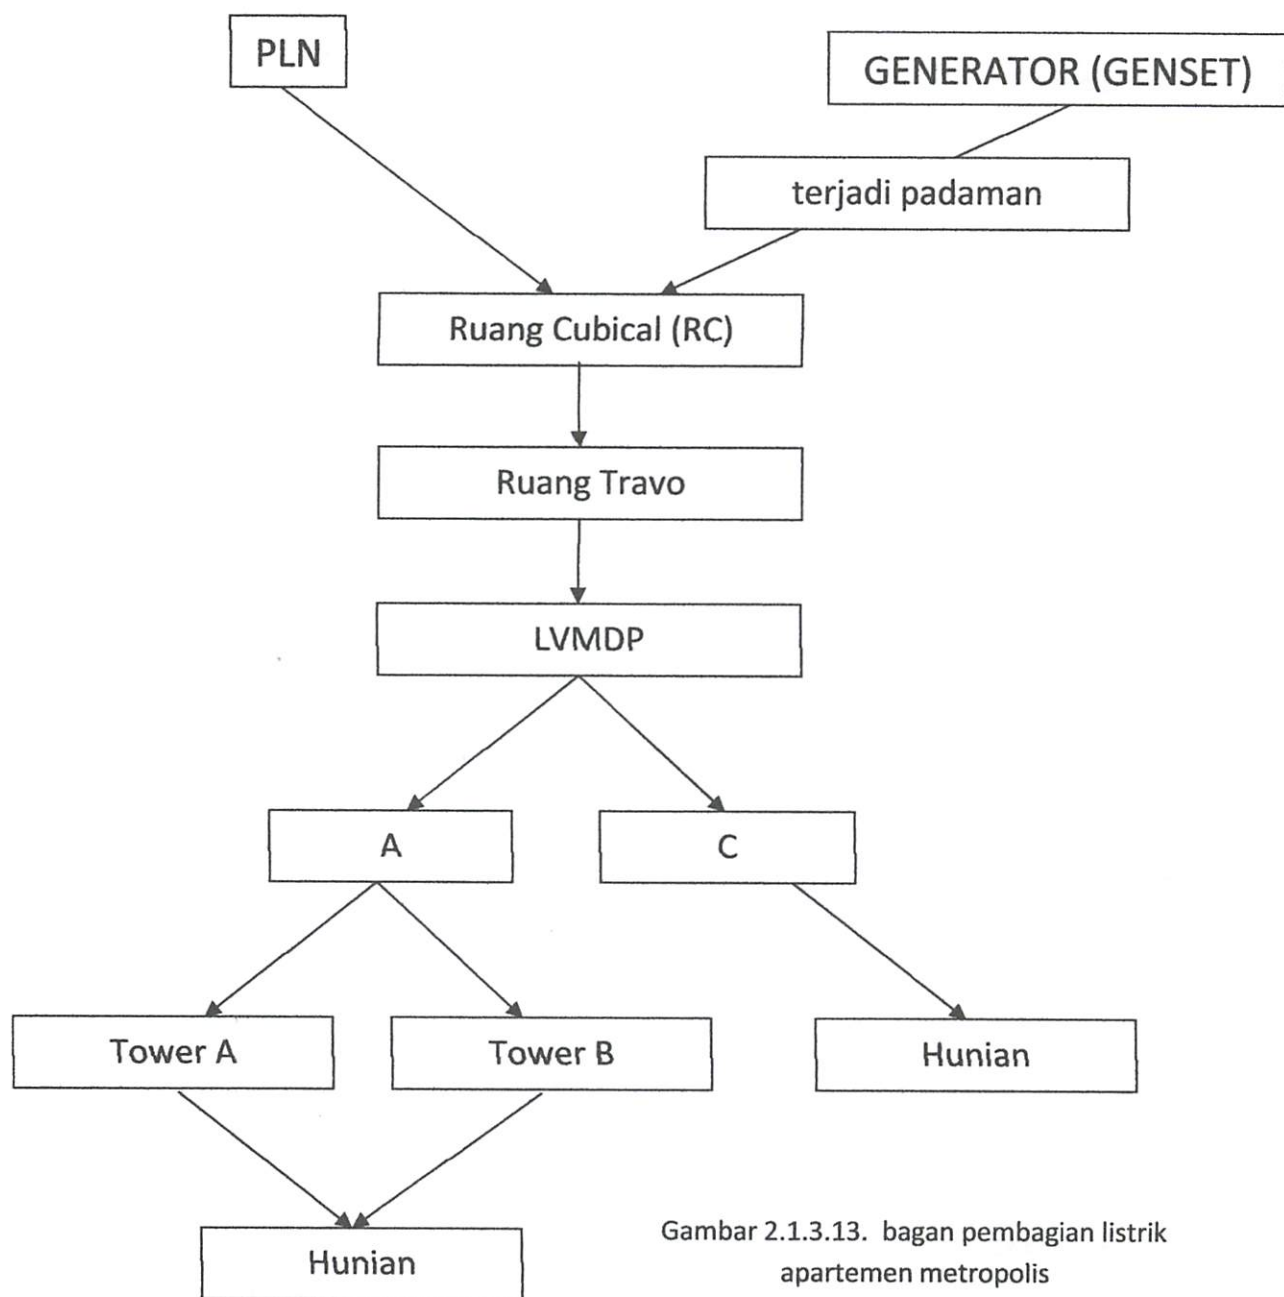 PLN
GENERATOR (GENSET)
terjadi padaman
Ruang Cubical (RC)
Ruang Travo
LVMDP
A
C
Tower A
Tower B
Hunian
Hunian
Gambar 2.1.3.13. bagan pembagian listrik
apartemen metropolis